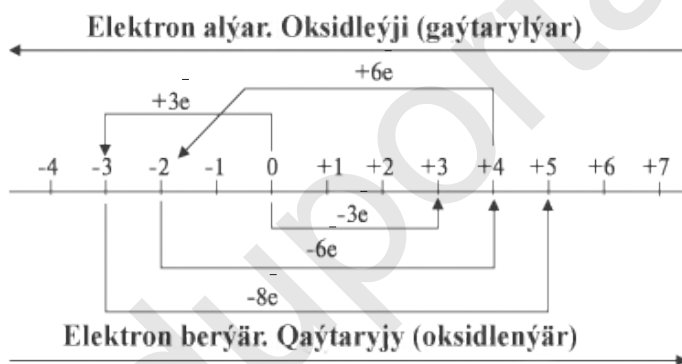 Elektron alýar. Oksidleýji (gaýtarylýar)
+6e
+3e
-4 -3 -2 -1 0 +1 +2 +3 +4 +5 +6 +7
-3e
-6e
-8e
Elektron berýär. Qaýtaryjy (oksidlenýär)